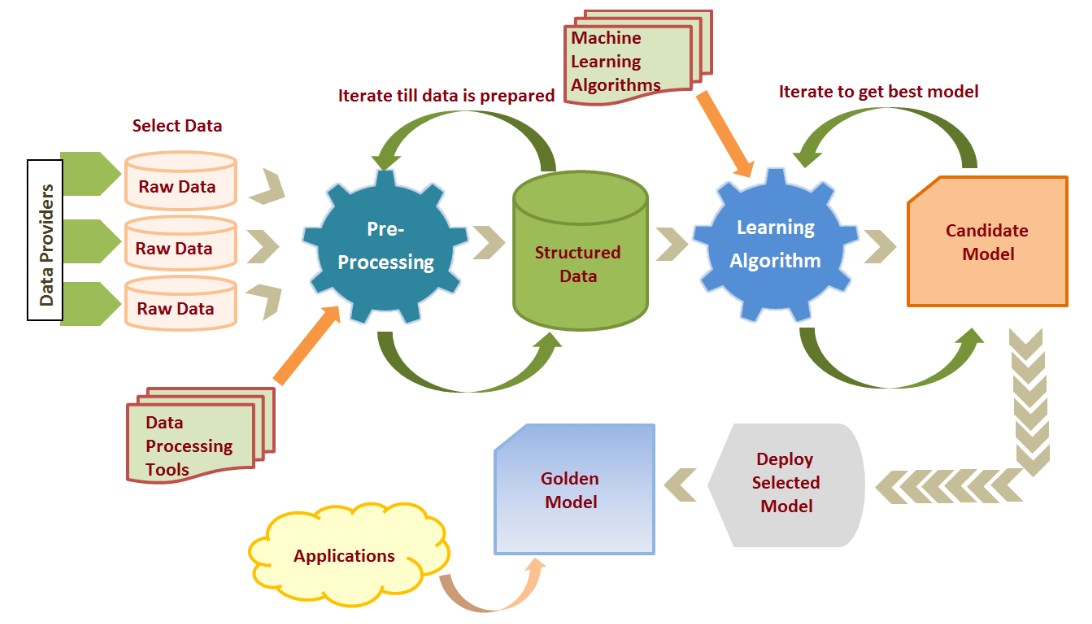 Machine
Learning
Algorithms
Iterate till data is prepared
Iterate to get best model
Select Data
Data Providers
Raw Data
Raw Data
Raw Data
Pre-
Processing
Structured
Data
Learning
Algorithm
Candidate
Model
Data
Processing
Tools
Golden
Model
Deploy
Selected
Model
Applications